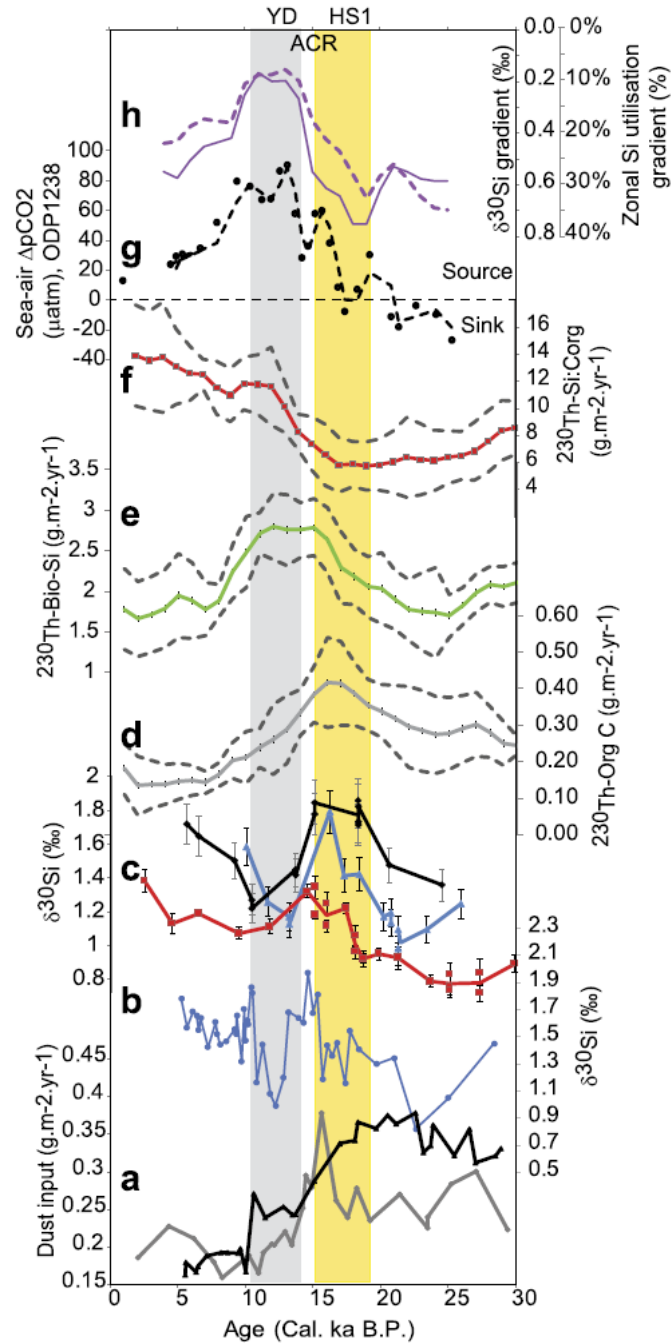 YD HS1
ACR
0.0 0%
0.2 10%
0.4 20%
0.6 30%
0.8 40%
δ³⁰Si gradient (‰)
Zonal Si utilisation
gradient (%)
h
100
80
60
40
20
0
-20
-40
Sea-air ΔpCO2
(µatm), ODP1238
g
Source
Sink
16
14
12
10
8
6
4
²³⁰Th-Si:Corg
(g.m-2.yr-1)
f
3.5
3
2.5
2
1.5
1
²³⁰Th-Bio-Si (g.m-2.yr-1)
e
0.60
0.50
0.40
0.30
0.20
0.10
0.00
²³⁰Th-Org C (g.m-2.yr-1)
d
2
1.8
1.6
1.4
1.2
1
0.8
δ³⁰Si (‰)
c
2.3
2.1
1.9
1.7
1.5
1.3
1.1
0.9
0.7
0.5
δ³⁰Si (‰)
b
0.45
0.4
0.35
0.3
0.25
0.2
0.15
Dust input (g.m-2.yr-1)
a
0 5 10 15 20 25 30
Age (Cal. ka B.P.)